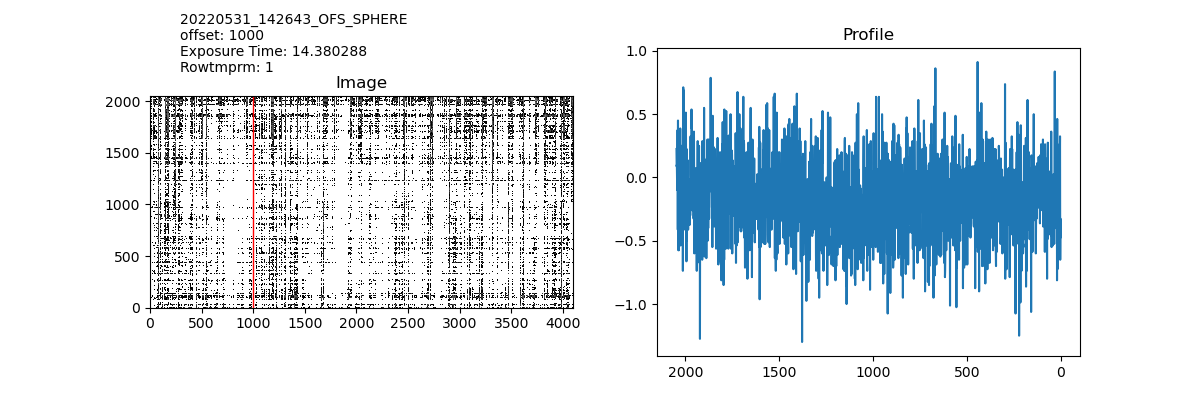 20220531_142643_OFS_SPHERE
offset: 1000
Exposure Time: 14.380288
Rowtmprm: 1
Image
2000
1500
1000
500
0
0 500 1000 1500 2000 2500 3000 3500 4000
Profile
1.0
0.5
0.0
−0.5
−1.0
2000 1500 1000 500 0